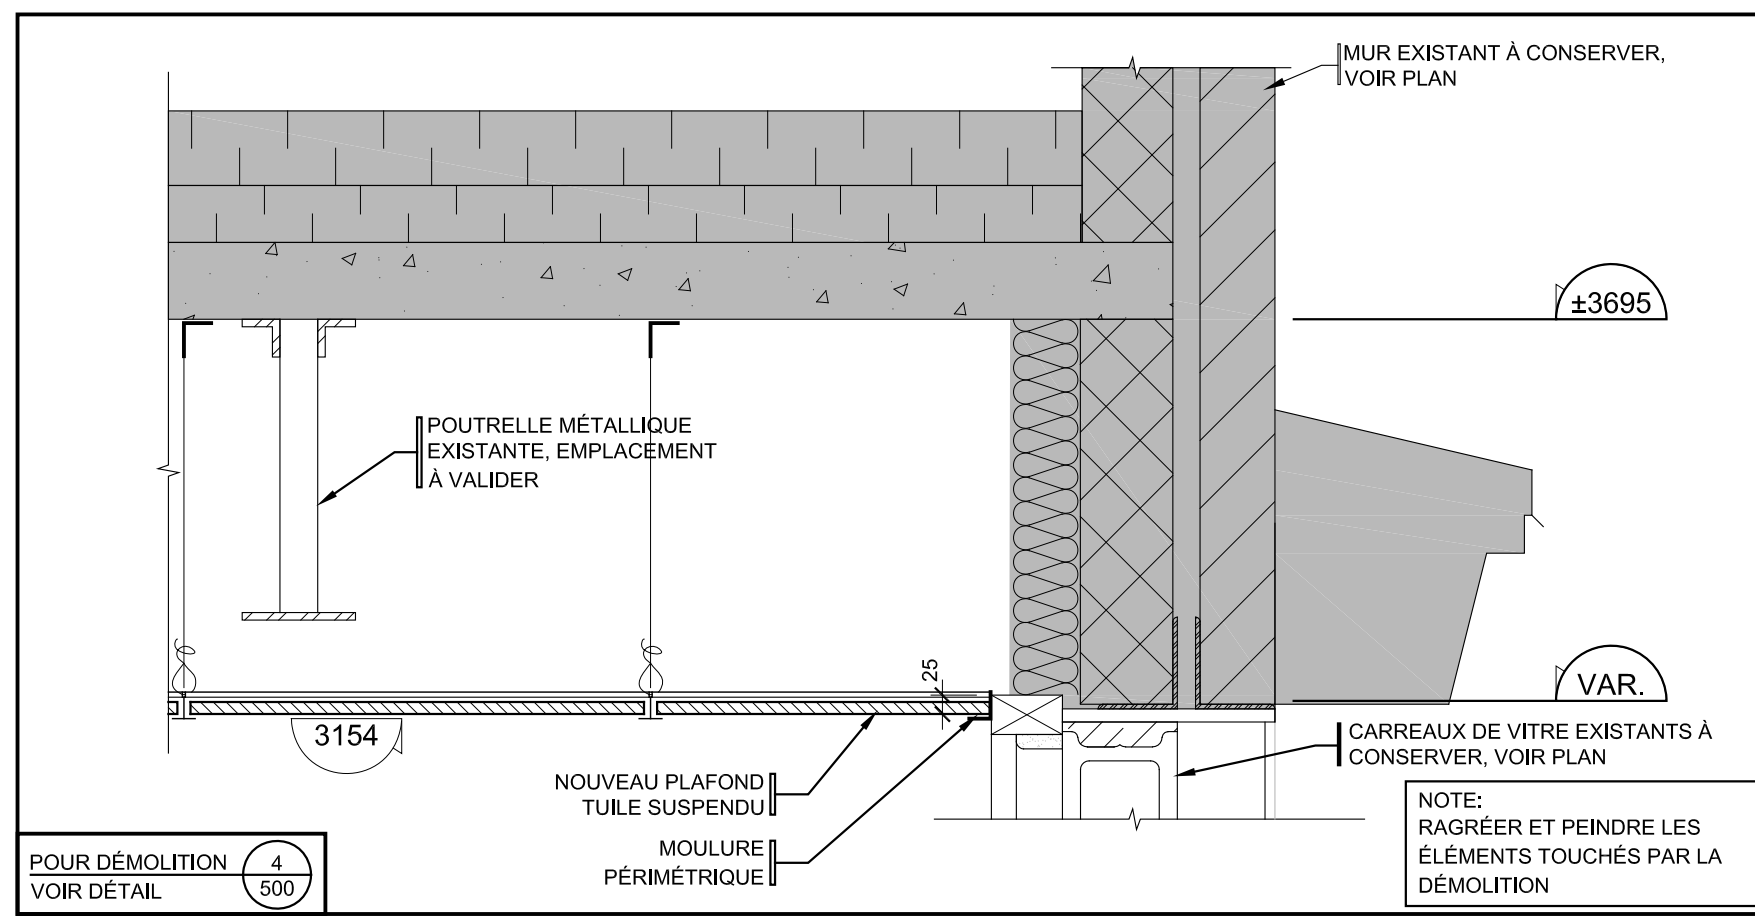 MUR EXISTANT À CONSERVER,
VOIR PLAN
±3695
POUTRELLE MÉTALLIQUE
EXISTANTE, EMPLACEMENT
À VALIDER
25
VAR.
3154
CARREAUX DE VITRE EXISTANTS À
CONSERVER, VOIR PLAN
NOUVEAU PLAFOND
TUILE SUSPENDU
MOULURE
PÉRIMÉTRIQUE
NOTE:
RAGRÉER ET PEINDRE LES
ÉLÉMENTS TOUCHÉS PAR LA
DÉMOLITION
POUR DÉMOLITION
VOIR DÉTAIL
4
500